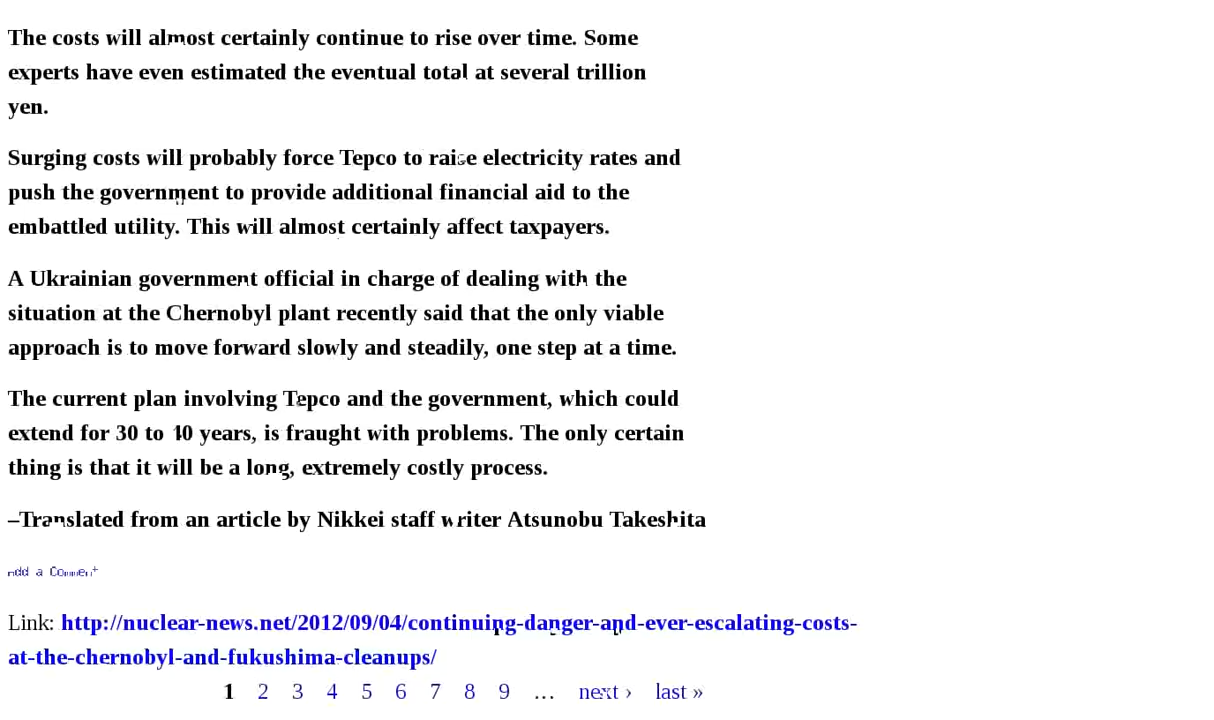 The costs will almost certainly continue to rise over time. Some
experts have even estimated the eventual total at several trillion
yen.
Surging costs will probably force Tepco to raise electricity rates and
push the government to provide additional financial aid to the
embattled utility. This will almost certainly affect taxpayers.
A Ukrainian government official in charge of dealing with the
situation at the Chernobyl plant recently said that the only viable
approach is to move forward slowly and steadily, one step at a time.
The current plan involving Tepco and the government, which could
extend for 30 to 40 years, is fraught with problems. The only certain
thing is that it will be a long, extremely costly process.
–Translated from an article by Nikkei staff writer Atsunobu Takeshita
Add a Comment
Link: http://nuclear-news.net/2012/09/04/continuing-danger-and-ever-escalating-costs-
at-the-chernobyl-and-fukushima-cleanups/
1 2 3 4 5 6 7 8 9 … next › last »